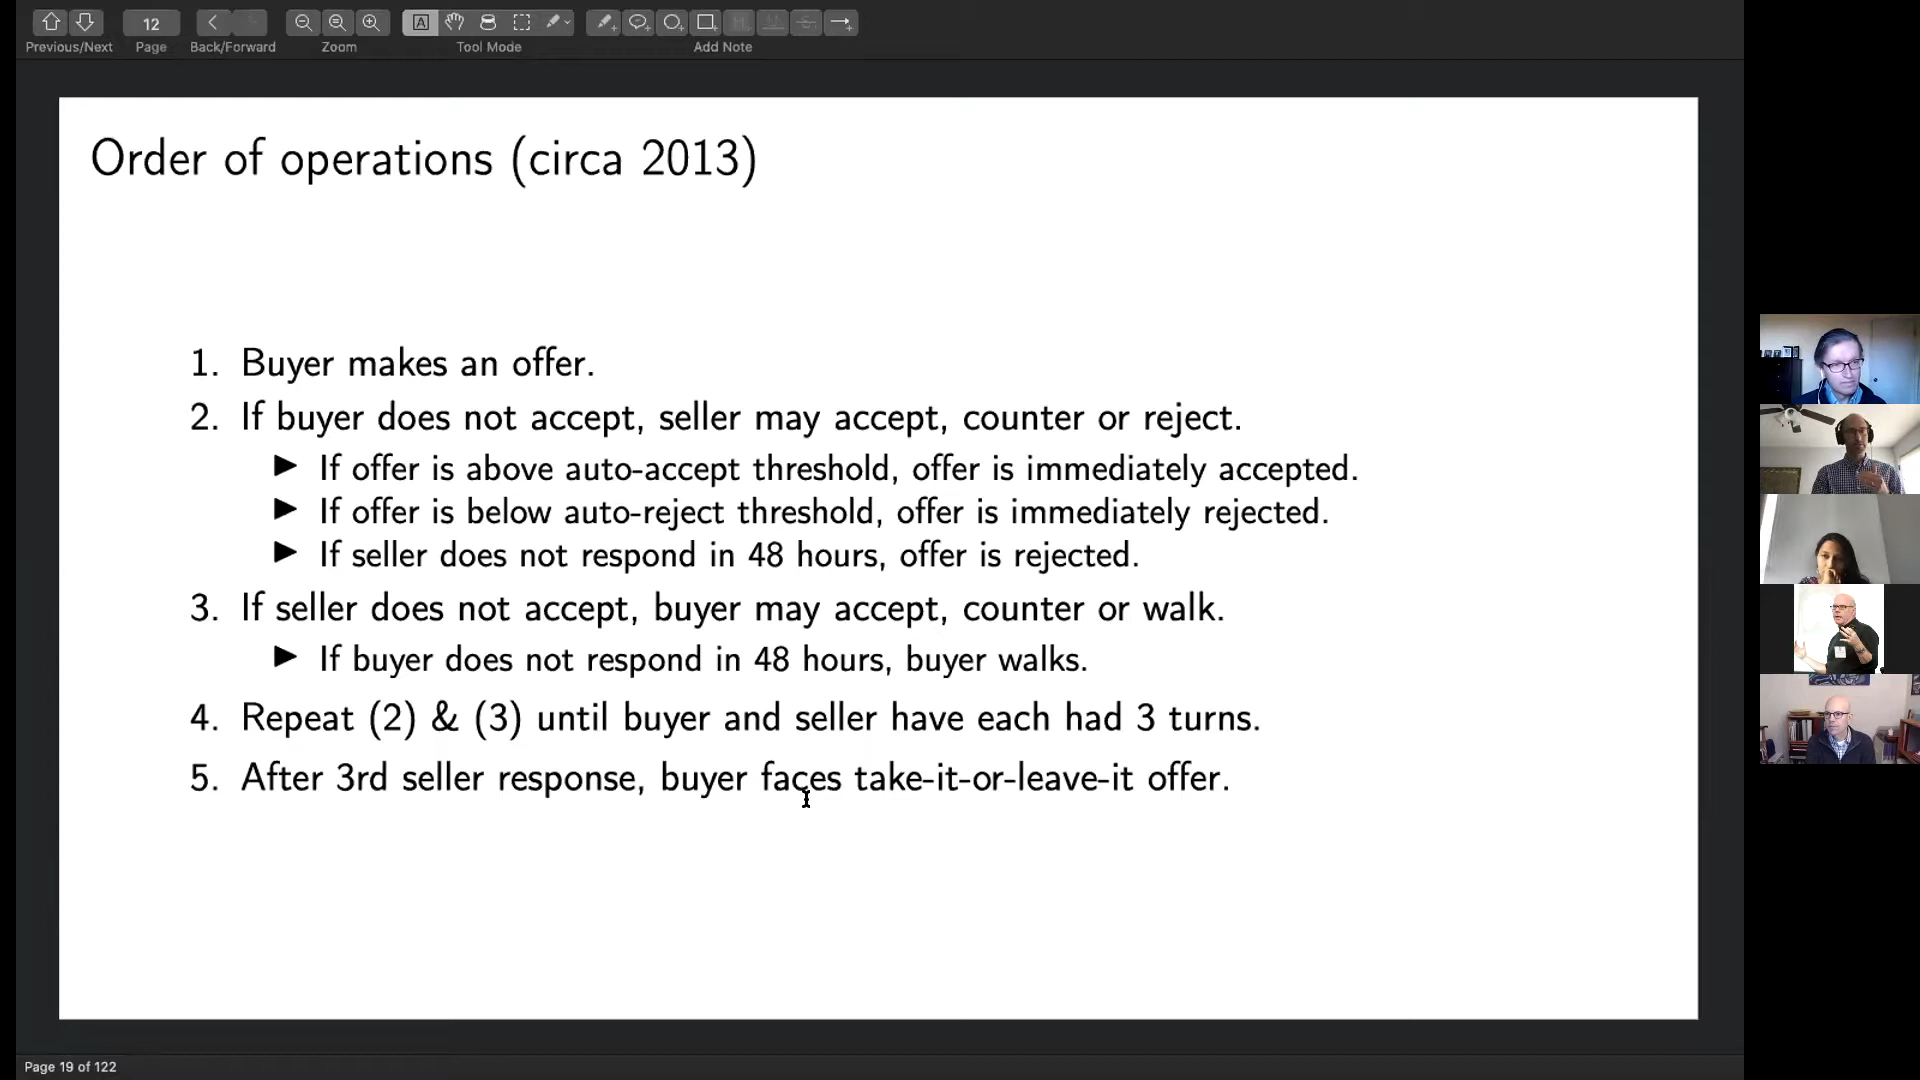 12
Previous/Next
Page
Back/Forward
Zoom
Tool Mode
Add Note
Order of operations (circa 2013)
1. Buyer makes an offer.
2. If buyer does not accept, seller may accept, counter or reject.
▶ If offer is above auto-accept threshold, offer is immediately accepted.
▶ If offer is below auto-reject threshold, offer is immediately rejected.
▶ If seller does not respond in 48 hours, offer is rejected.
3. If seller does not accept, buyer may accept, counter or walk.
▶ If buyer does not respond in 48 hours, buyer walks.
4. Repeat (2) & (3) until buyer and seller have each had 3 turns.
5. After 3rd seller response, buyer faces take-it-or-leave-it offer.
Page 19 of 122